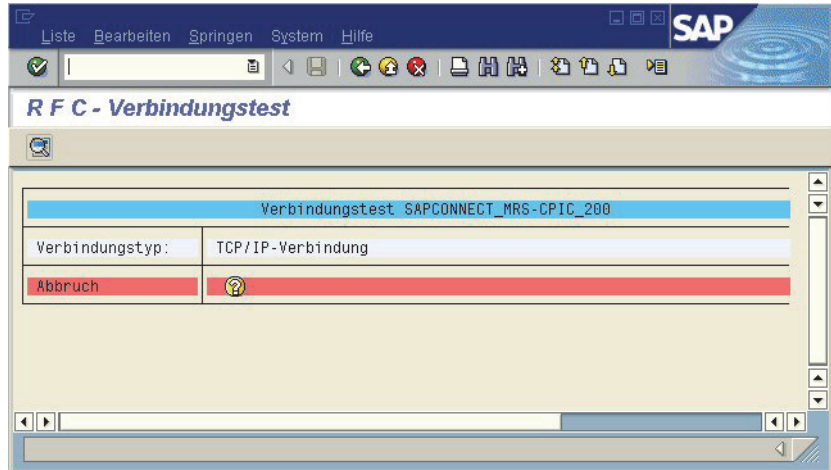 Liste Bearbeiten Springen System Hilfe
SAP
R F C - Verbindungstest
Verbindungstest SAPCONNECT_MRS-CPIC_200
Verbindungstyp: TCP/IP-Verbindung
Abbruch